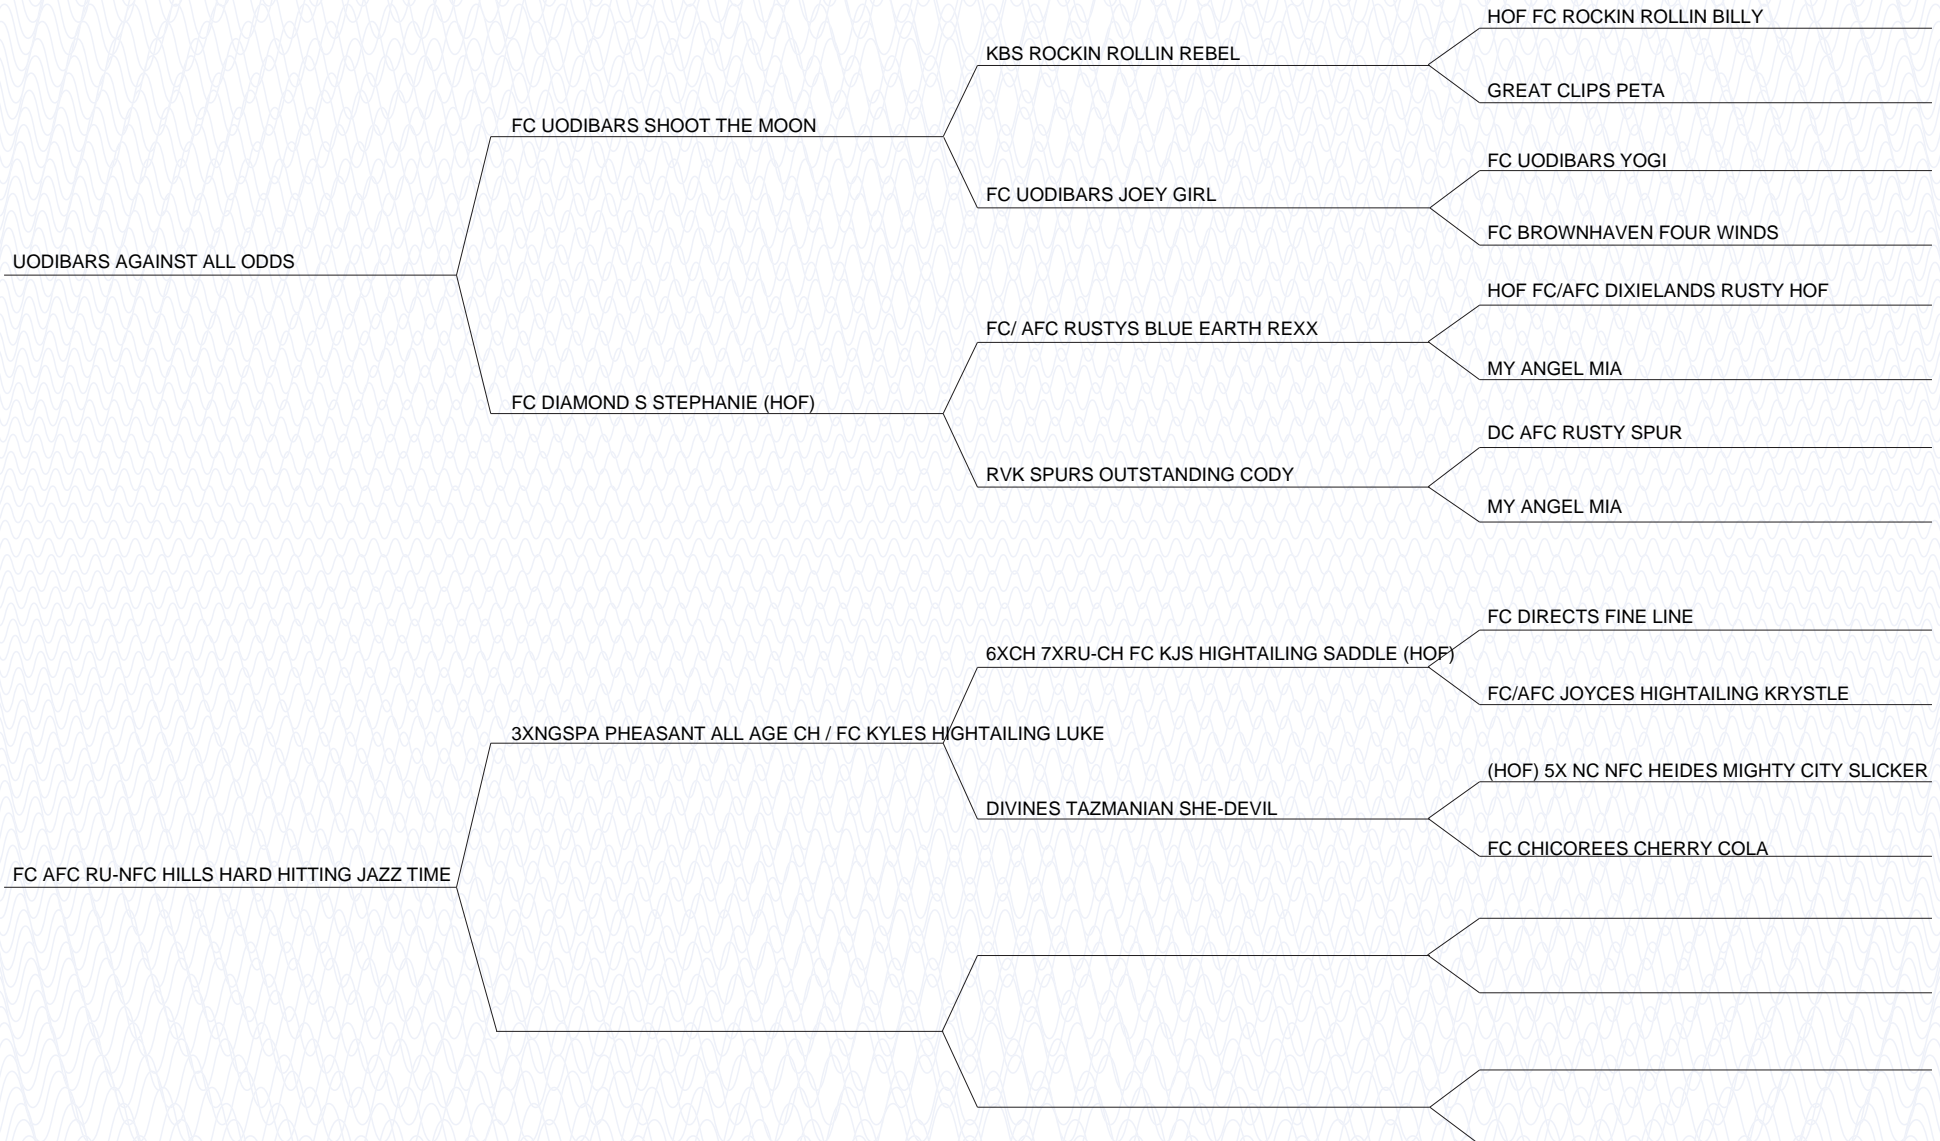 HOF FC ROCKIN ROLLIN BILLY
KBS ROCKIN ROLLIN REBEL
GREAT CLIPS PETA
FC UODIBARS SHOOT THE MOON
FC UODIBARS YOGI
FC UODIBARS JOEY GIRL
FC BROWNHAVEN FOUR WINDS
UODIBARS AGAINST ALL ODDS
HOF FC/AFC DIXIELANDS RUSTY HOF
FC/ AFC RUSTYS BLUE EARTH REXX
MY ANGEL MIA
FC DIAMOND S STEPHANIE (HOF)
DC AFC RUSTY SPUR
RVK SPURS OUTSTANDING CODY
MY ANGEL MIA
FC DIRECTS FINE LINE
6XCH 7XRU-CH FC KJS HIGHTAILING SADDLE (HOF)
FC/AFC JOYCES HIGHTAILING KRYSTLE
3XNGSPA PHEASANT ALL AGE CH / FC KYLES HIGHTAILING LUKE
(HOF) 5X NC NFC HEIDES MIGHTY CITY SLICKER
DIVINES TAZMANIAN SHE-DEVIL
FC CHICOREES CHERRY COLA
FC AFC RU-NFC HILLS HARD HITTING JAZZ TIME